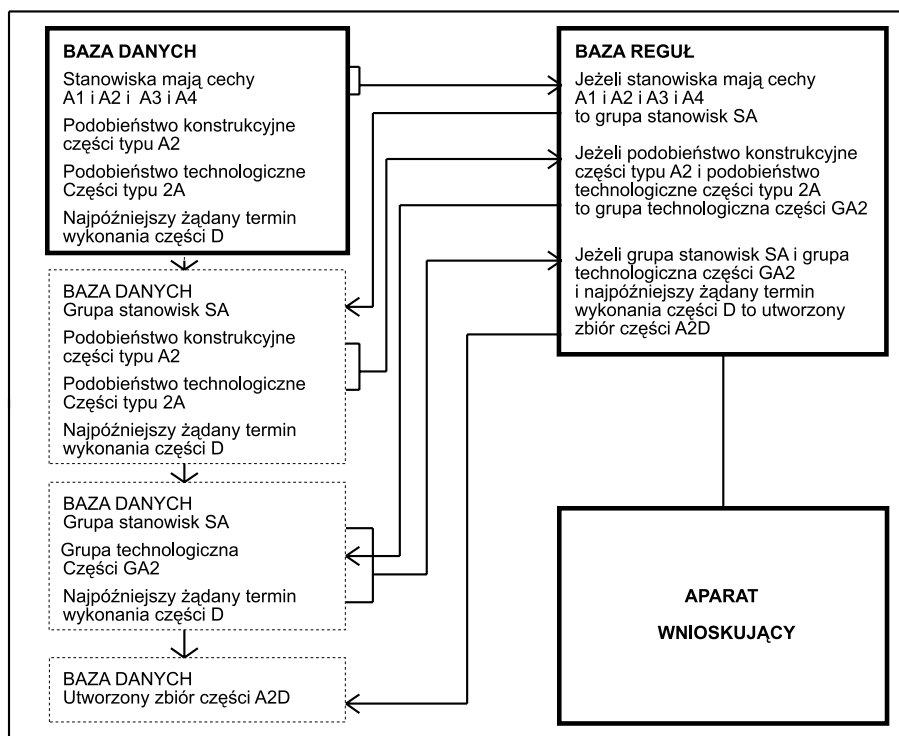 BAZA DANYCH
Stanowiska mają cechy
A1 i A2 i A3 i A4
Podobieństwo konstrukcyjne
części typu A2
Podobieństwo technologiczne
Części typu 2A
Najpóźniejszy żądany termin
wykonania części D
BAZA DANYCH
Grupa stanowisk SA
Podobieństwo konstrukcyjne
części typu A2
Podobieństwo technologiczne
Części typu 2A
Najpóźniejszy żądany termin
wykonania części D
BAZA DANYCH
Grupa stanowisk SA
Grupa technologiczna
Części GA2
Najpóźniejszy żądany termin
wykonania części D
BAZA DANYCH
Utworzony zbiór części A2D
BAZA REGUŁ
Jeżeli stanowiska mają cechy
A1 i A2 i A3 i A4
to grupa stanowisk SA
Jeżeli podobieństwo konstrukcyjne
części typu A2 i podobieństwo
technologiczne części typu 2A
to grupa technologiczna części GA2
Jeżeli grupa stanowisk SA i grupa
technologiczna części GA2
i najpóźniejszy żądany termin
wykonania części D to utworzony
zbiór części A2D
APARAT
WNIOSKUJĄCY